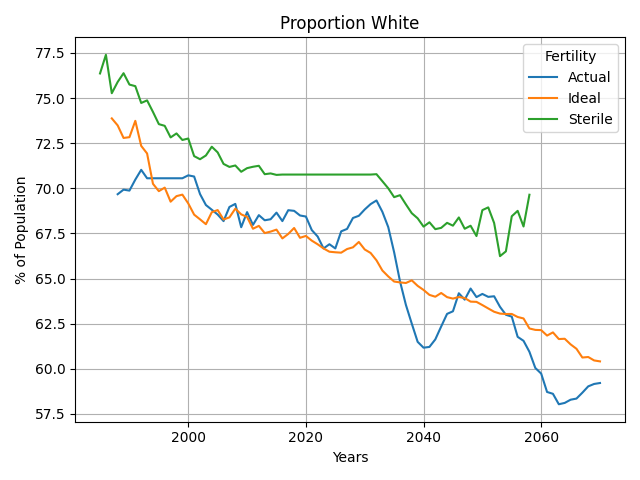 Proportion White
Fertility
Actual
Ideal
Sterile
% of Population
77.5
75.0
72.5
70.0
67.5
65.0
62.5
60.0
57.5
2000
2020
2040
2060
Years